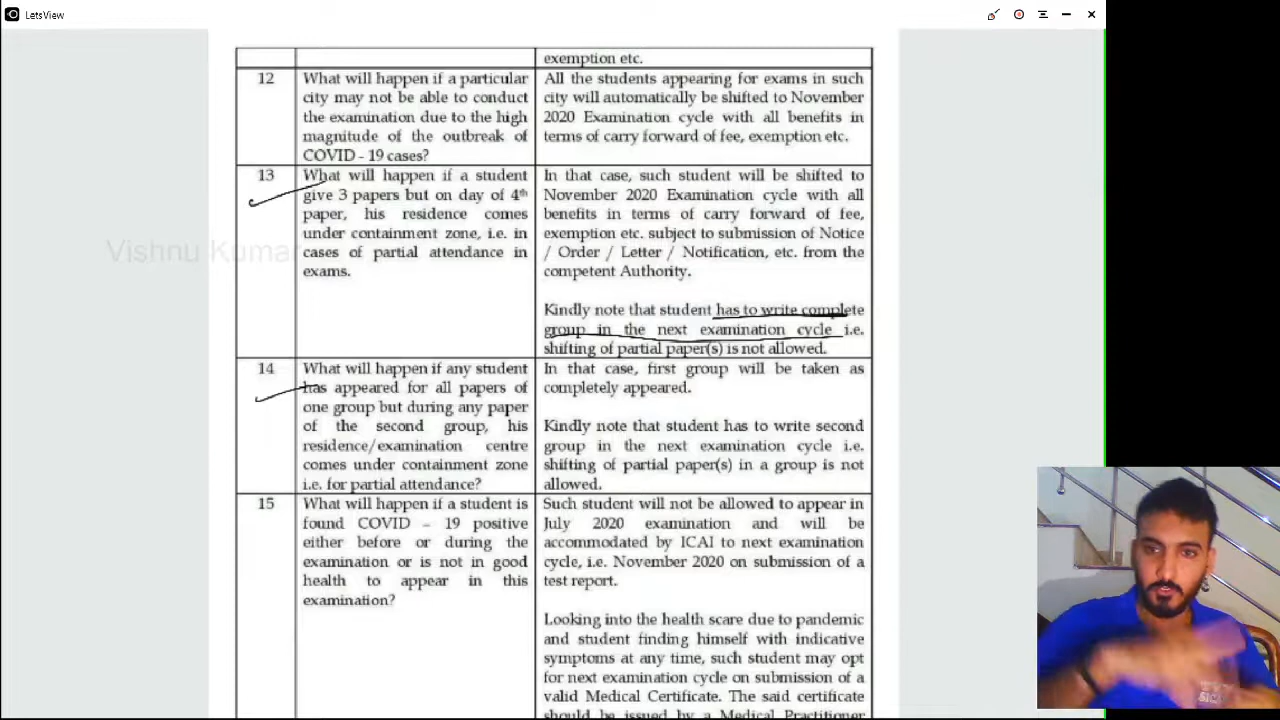 LetsView
exemption etc.
12
What will happen if a particular
city may not be able to conduct
the examination due to the high
magnitude of the outbreak of
COVID - 19 cases?
All the students appearing for exams in such
city will automatically be shifted to November
2020 Examination cycle with all benefits in
terms of carry forward of fee, exemption etc.
13
What will happen if a student
give 3 papers but on day of 4th
paper, his residence comes
under containment zone, i.e. in
cases of partial attendance in
exams.
In that case, such student will be shifted to
November 2020 Examination cycle with all
benefits in terms of carry forward of fee,
exemption etc. subject to submission of Notice
/ Order / Letter / Notification, etc. from the
competent Authority.
Kindly note that student has to write complete
group in the next examination cycle i.e.
shifting of partial paper(s) is not allowed.
Vishnu Kumar
14
What will happen if any student
has appeared for all papers of
one group but during any paper
of the second group, his
residence/examination centre
comes under containment zone
i.e. for partial attendance?
In that case, first group will be taken as
completely appeared.
Kindly note that student has to write second
group in the next examination cycle i.e.
shifting of partial paper(s) in a group is not
allowed.
15
What will happen if a student is
found COVID - 19 positive
either before or during the
examination or is not in good
health to appear in this
examination?
Such student will not be allowed to appear in
July 2020 examination and will be
accommodated by ICAI to next examination
cycle, i.e. November 2020 on submission of a
test report.
Looking into the health scare due to pandemic
and student finding himself with indicative
symptoms at any time, such student may opt
for next examination cycle on submission of a
valid Medical Certificate. The said certificate
should be issued by a Medical Practitioner